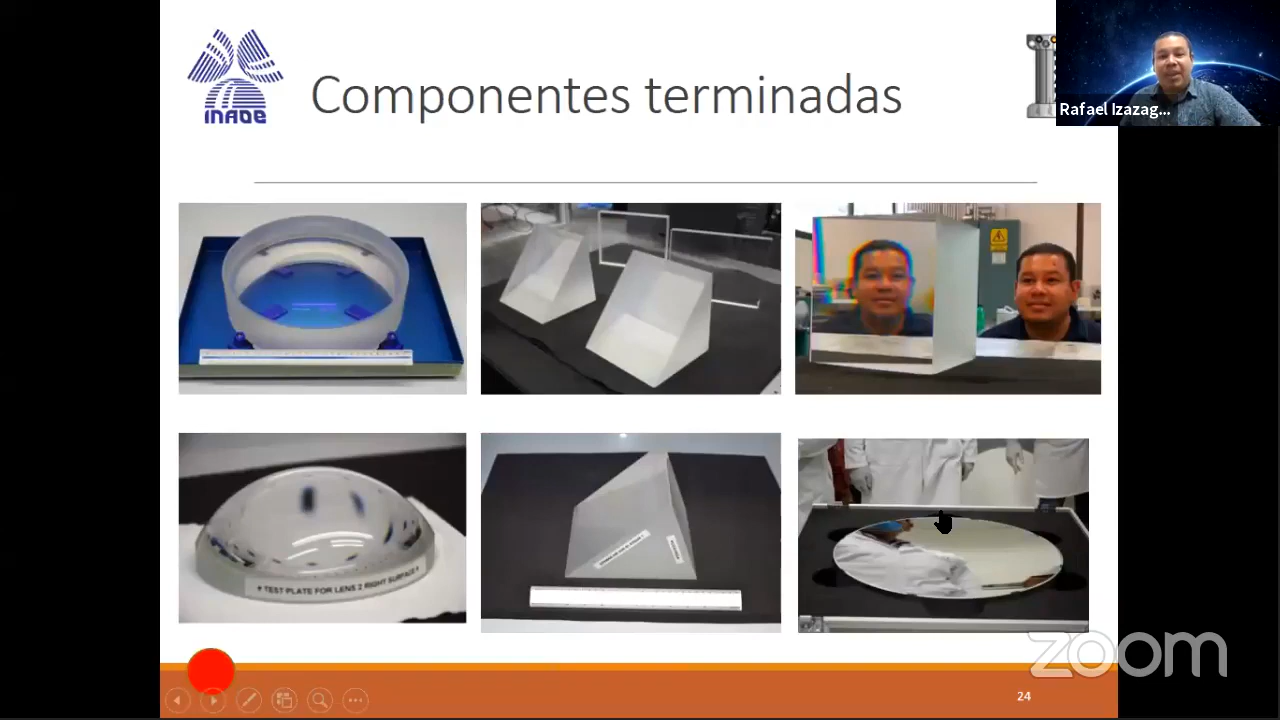 INAOE
Componentes terminadas
Rafael Izazag...
* TEST PLATE FOR LENS 2 RIGHT SURFACE *
zoom
24